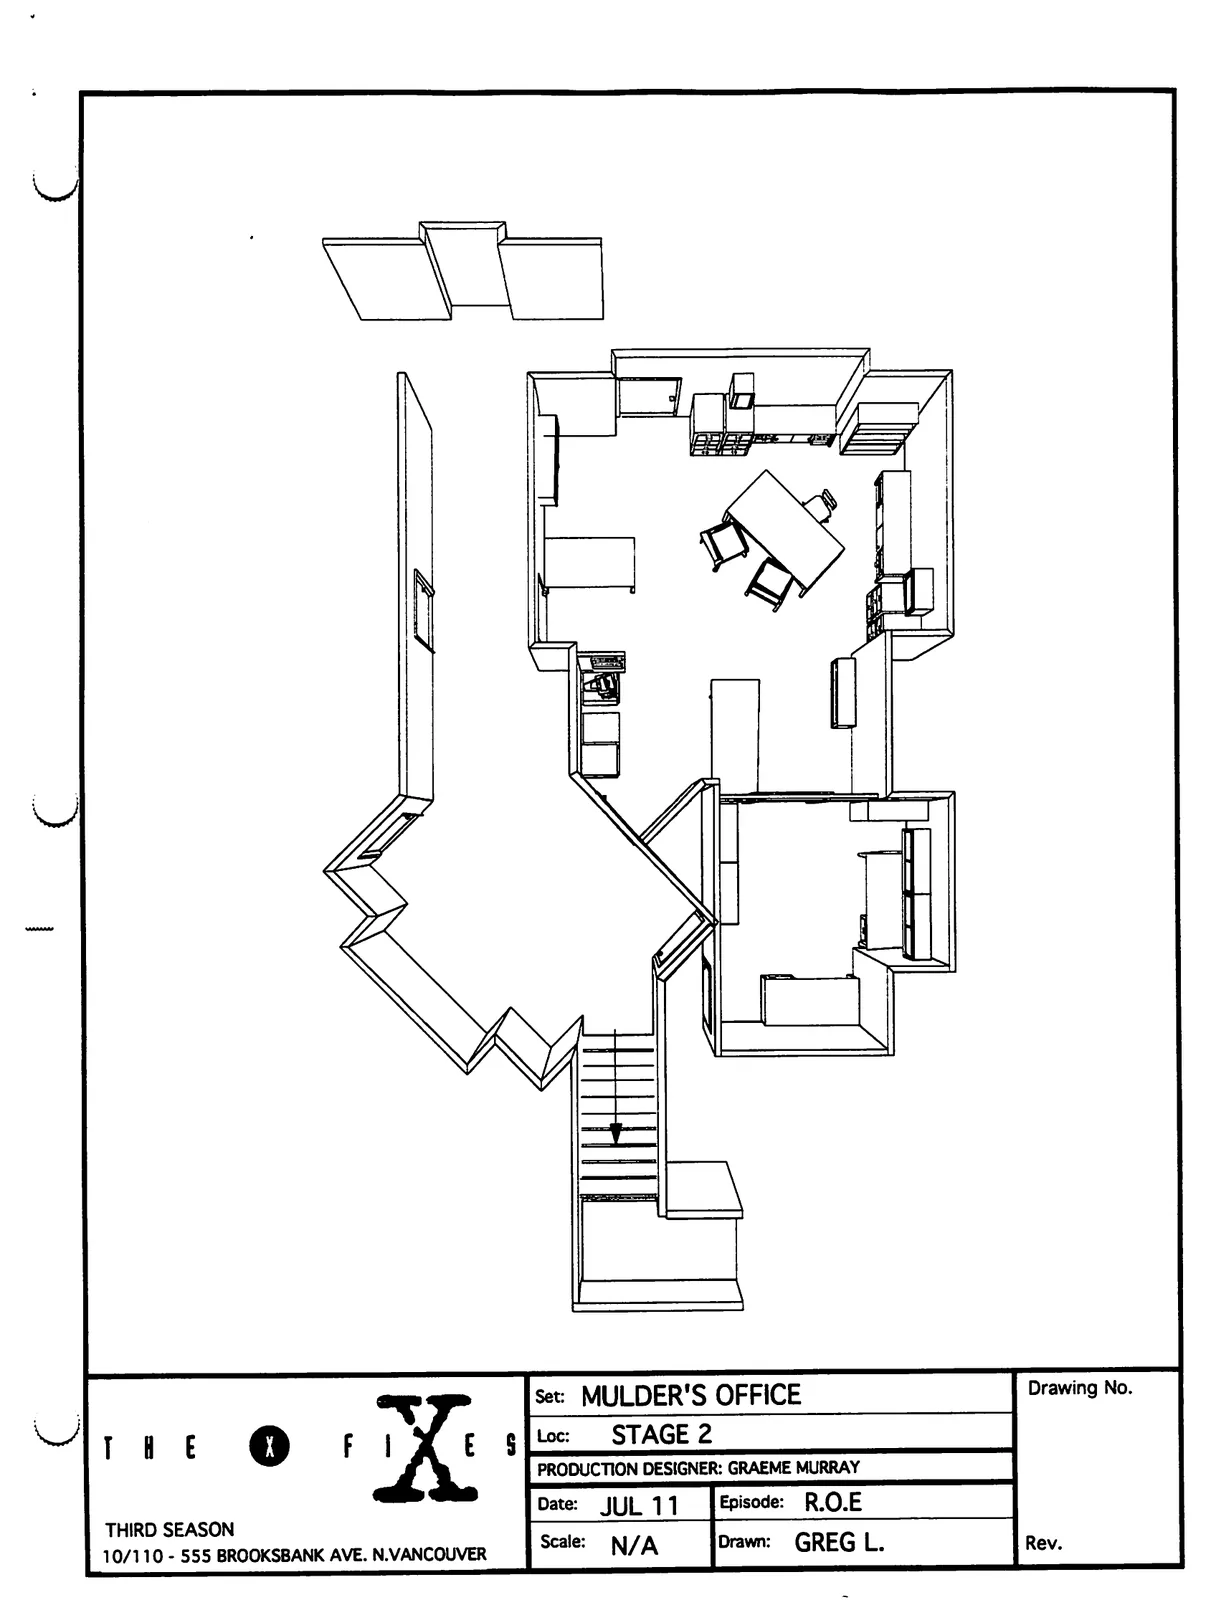 THE X FILES
X
THIRD SEASON
10/110 - 555 BROOKSBANK AVE. N.VANCOUVER
Set: MULDER'S OFFICE
Loc: STAGE 2
PRODUCTION DESIGNER: GRAEME MURRAY
Date: JUL 11
Episode: R.O.E
Scale: N/A
Drawn: GREG L.
Drawing No.
Rev.